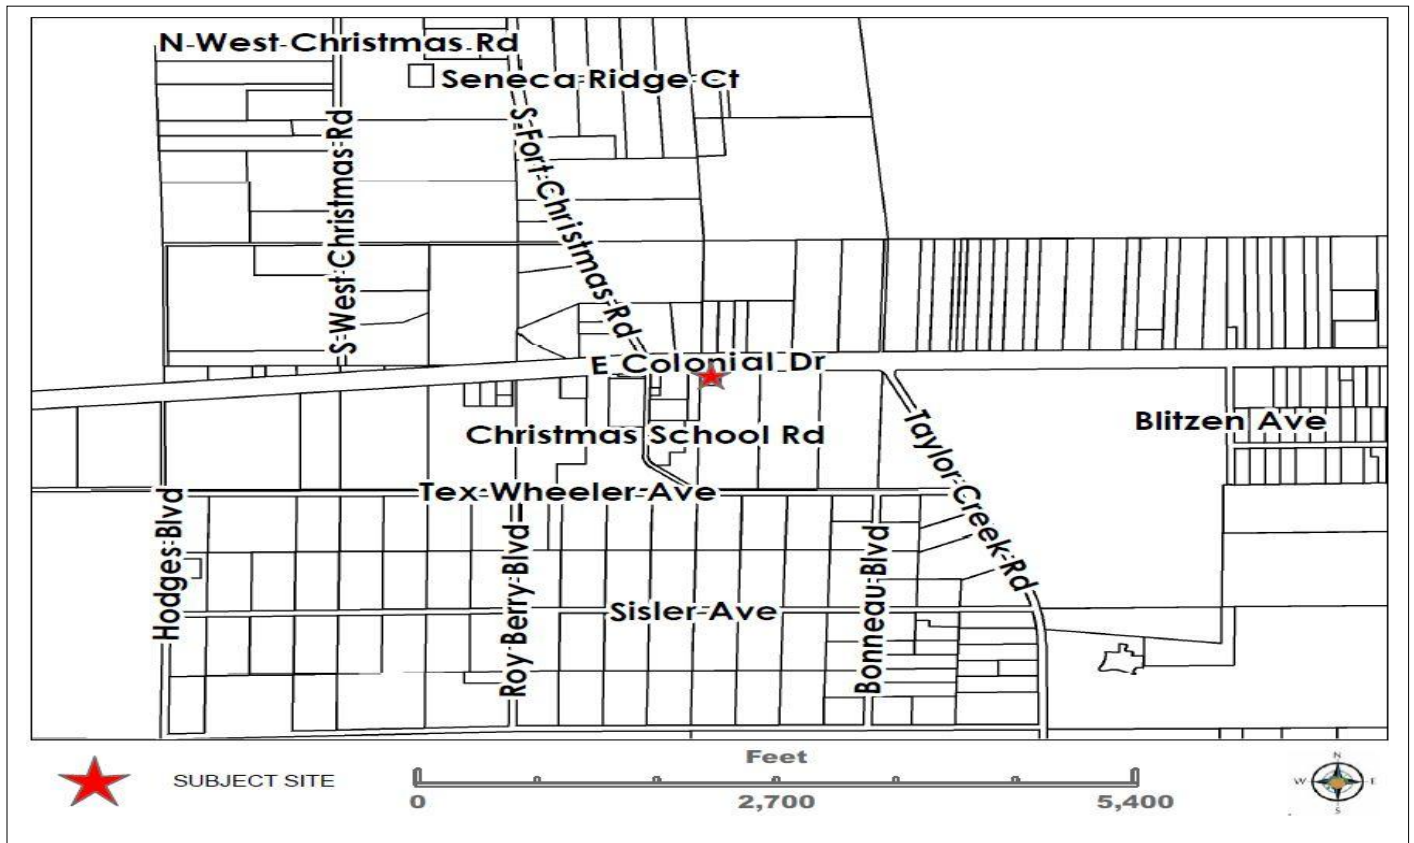 N West Christmas Rd
Seneca Ridge Ct
S West Christmas Rd
S Fort Christmas Rd
E Colonial Dr
Christmas School Rd
Blitzen Ave
Taylor Creek Rd
Tex Wheeler Ave
Hodges Blvd
Roy Berry Blvd
Sisler Ave
Bonneau Blvd
SUBJECT SITE
Feet
0 2,700 5,400
N
W E
S